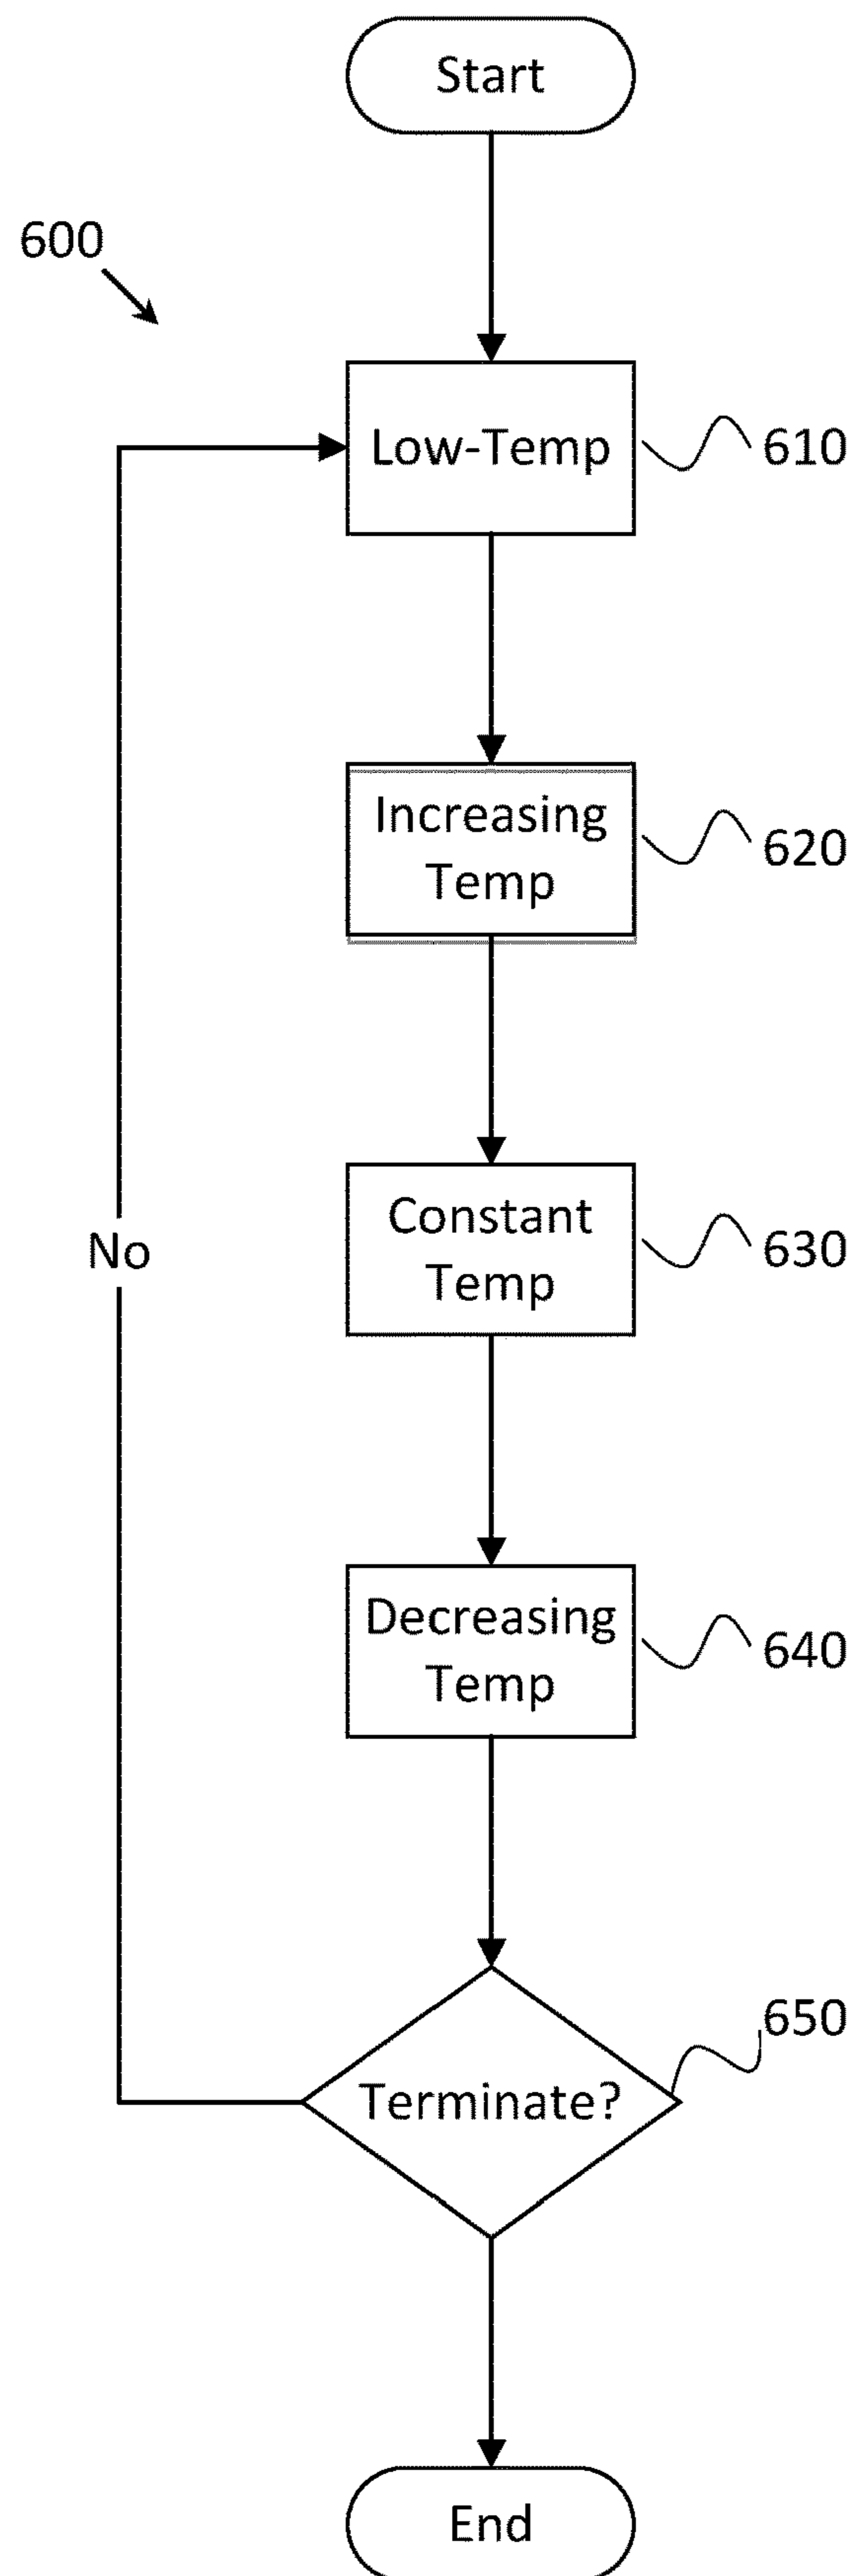 Start
600
Low-Temp
610
Increasing
Temp
620
Constant
Temp
630
No
Decreasing
Temp
640
650
Terminate?
End